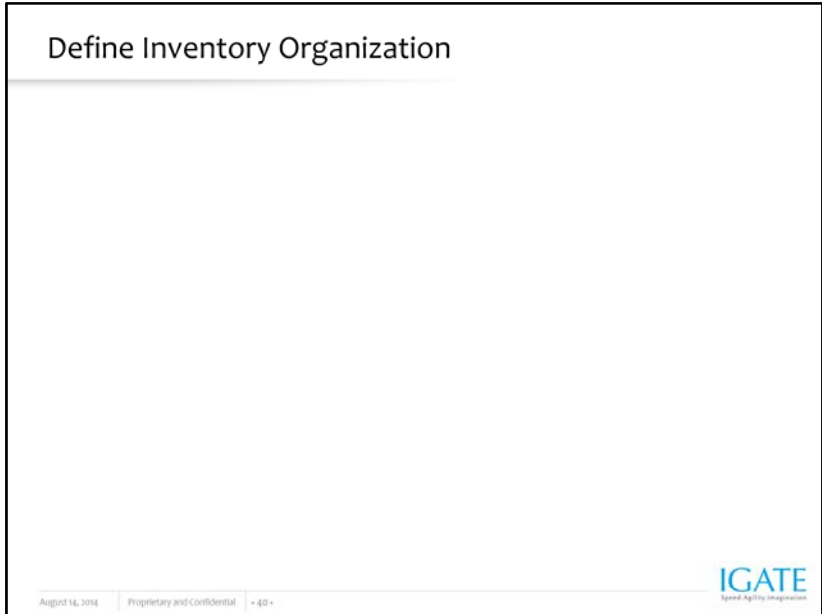 Define Inventory Organization
August 14, 2014 Proprietary and Confidential • 40 •
IGATE
Speed.Agility.Imagination